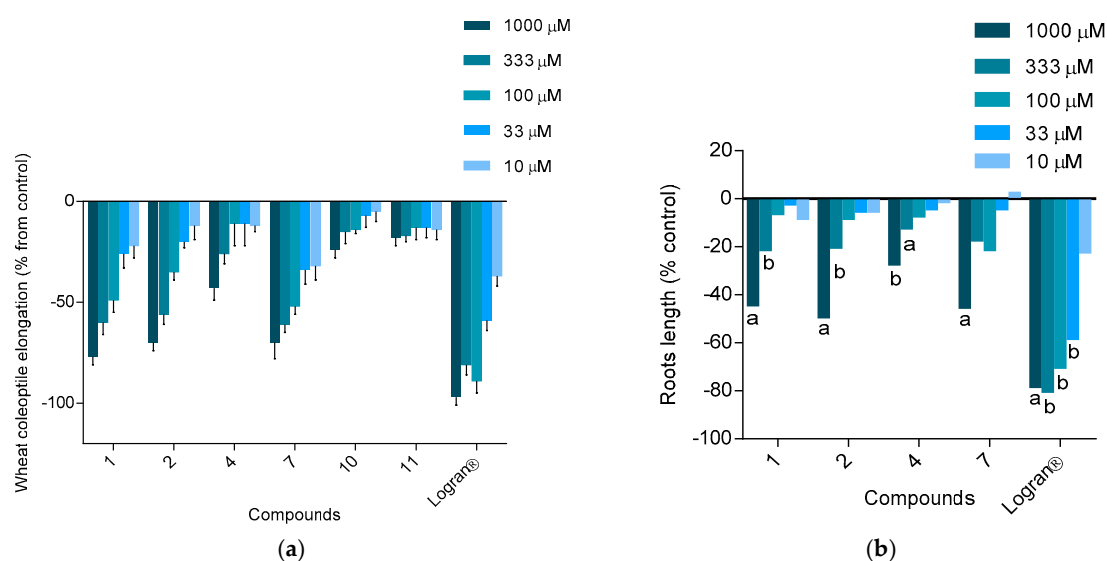 1000 μM
333 μM
100 μM
33 μM
10 μM
Wheat coleoptile elongation (% from control)
0
-50
-100
1
2
4
7
10
11
Logran®
Compounds
(a)
1000 μM
333 μM
100 μM
33 μM
10 μM
Roots length (% control)
20
0
-20
-40
-60
-80
-100
a
b
a
b
b
a
a
a
b
b
b
1
2
4
7
Logran®
Compounds
(b)